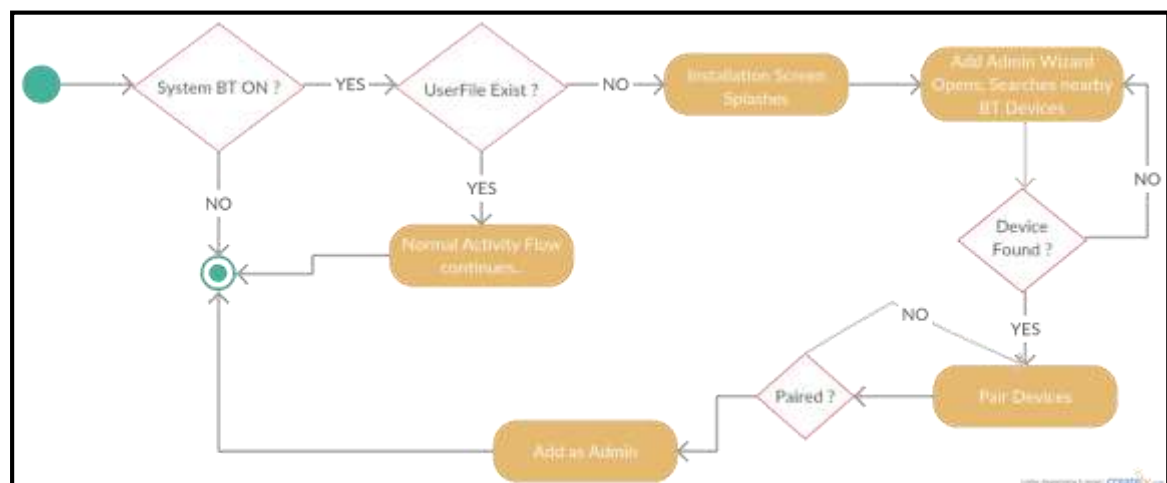 System BT ON ?
YES
UserFile Exist ?
NO
Installation Screen
Splashes
Add Admin Wizard
Opens, Searches nearby
BT Devices
NO
YES
NO
Normal Activity Flow
continues..
Device
Found ?
NO
YES
Paired ?
Pair Devices
Add as Admin
creately